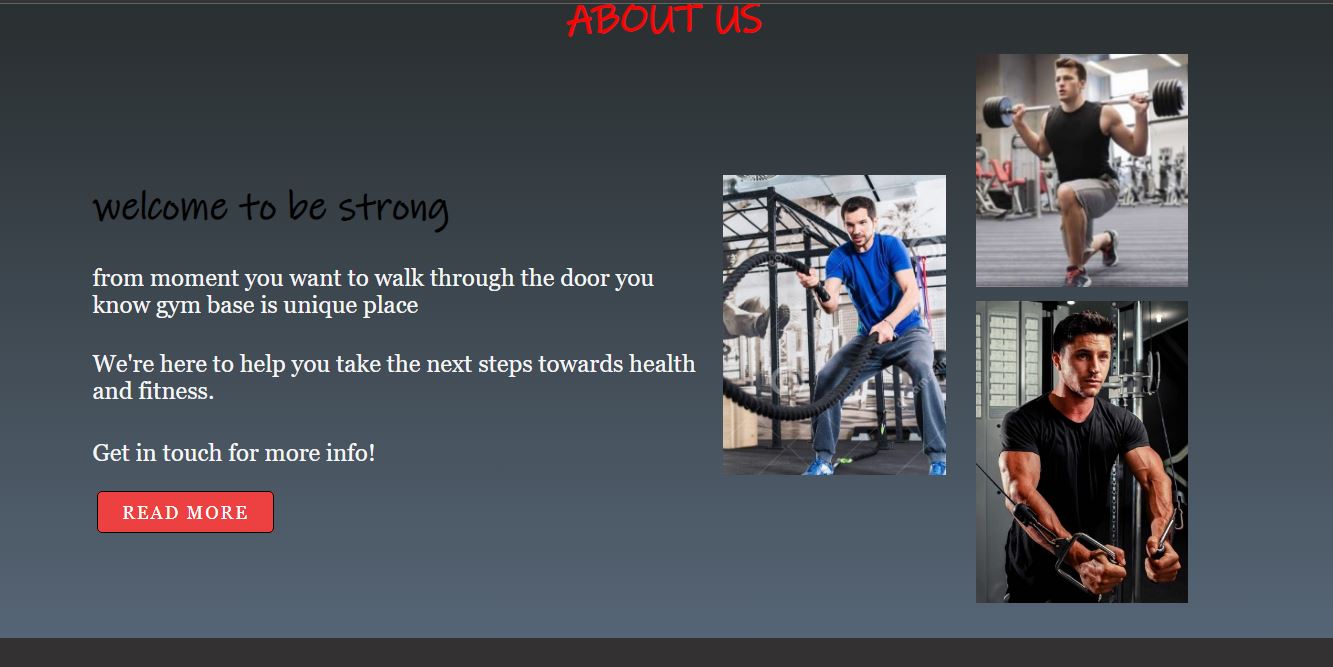 ABOUT US
welcome to be strong
from moment you want to walk through the door you
know gym base is unique place
We're here to help you take the next steps towards health
and fitness.
Get in touch for more info!
READ MORE